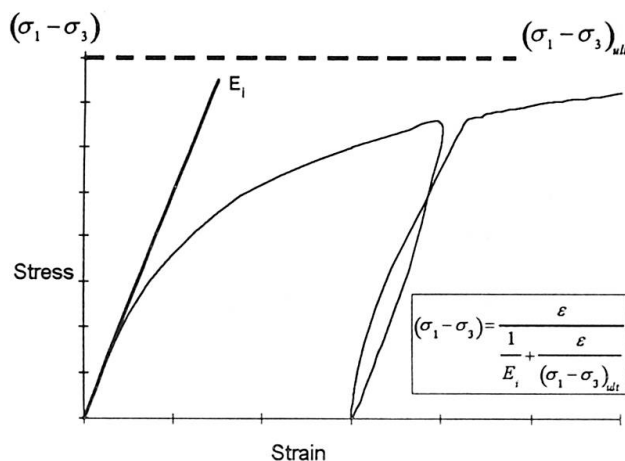 (σ₁ − σ₃)
(σ₁ − σ₃)ᵤₗₜ
Eᵢ
Stress
(σ₁ − σ₃) = ε / (1/Eᵢ + ε/(σ₁ − σ₃)ᵤₗₜ)
Strain